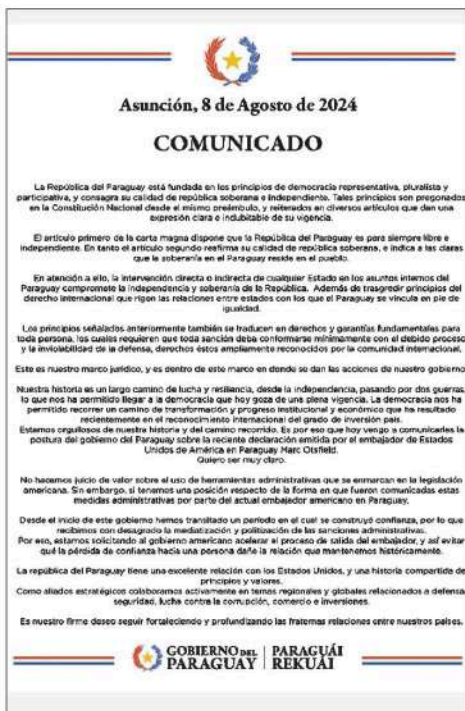 Asunción, 8 de Agosto de 2024
COMUNICADO
La República del Paraguay está fundada en los principios de democracia representativa, pluralista y
participativa, y consagra su calidad de república soberana e independiente. Tales principios son pregonados
en la Constitución Nacional desde el mismo preámbulo, y reiterados en diversos artículos que dan una
expresión clara e indubitable de su vigencia.
El artículo primero de la carta magna dispone que la República del Paraguay es para siempre libre e
independiente. En tanto el artículo segundo reafirma su calidad de república soberana, e indica a las claras
que la soberanía en el Paraguay reside en el pueblo.
En atención a ello, la intervención directa o indirecta de cualquier Estado en los asuntos internos del
Paraguay compromete la independencia y soberanía de la República. Además de trasgredir principios del
derecho internacional que rigen las relaciones entre estados con los que el Paraguay se vincula en pie de
igualdad.
Los principios señalados anteriormente también se traducen en derechos y garantías fundamentales para
toda persona, los cuales requieren que toda sanción deba conformarse mínimamente con el debido proceso
y la inviolabilidad de la defensa, derechos éstos ampliamente reconocidos por la comunidad internacional.
Este es nuestro marco jurídico, y es dentro de este marco en donde se dan las acciones de nuestro gobierno
Nuestra historia es un largo camino de lucha y resiliencia, desde la independencia, pasando por dos guerras,
lo que nos ha permitido llegar a la democracia que hoy goza de una plena vigencia. La democracia nos ha
permitido recorrer un camino de transformación y progreso institucional y económico que ha resultado
recientemente en el reconocimiento internacional del grado de inversión país.
Estamos orgullosos de nuestra historia y del camino recorrido. Es por eso que hoy vengo a comunicarles la
postura del gobierno del Paraguay sobre la reciente declaración emitida por el embajador de Estados
Unidos de América en Paraguay Marc Ostfield.
Quiero ser muy claro.
No hacemos juicio de valor sobre el uso de herramientas administrativas que se enmarcan en la legislación
americana. Sin embargo, si tenemos una posición respecto de la forma en que fueron comunicadas estas
medidas administrativas por parte del actual embajador americano en Paraguay.
Desde el inicio de este gobierno hemos transitado un periodo en el cual se construyó confianza, por lo que
recibimos con desagrado la mediatización y politización de las sanciones administrativas.
Por eso, estamos solicitando al gobierno americano acelerar el proceso de salida del embajador, y así evitar
qué la pérdida de confianza hacia una persona dañe la relación que mantenemos históricamente.
La república del Paraguay tiene una excelente relación con los Estados Unidos, y una historia compartida de
principios y valores.
Como aliados estratégicos colaboramos activamente en temas regionales y globales relacionados a defensa,
seguridad, lucha contra la corrupción, comercio e inversiones.
Es nuestro firme deseo seguir fortaleciendo y profundizando las fraternas relaciones entre nuestros países.
GOBIERNO DEL PARAGUAY | PARAGUÁI REKUÁI